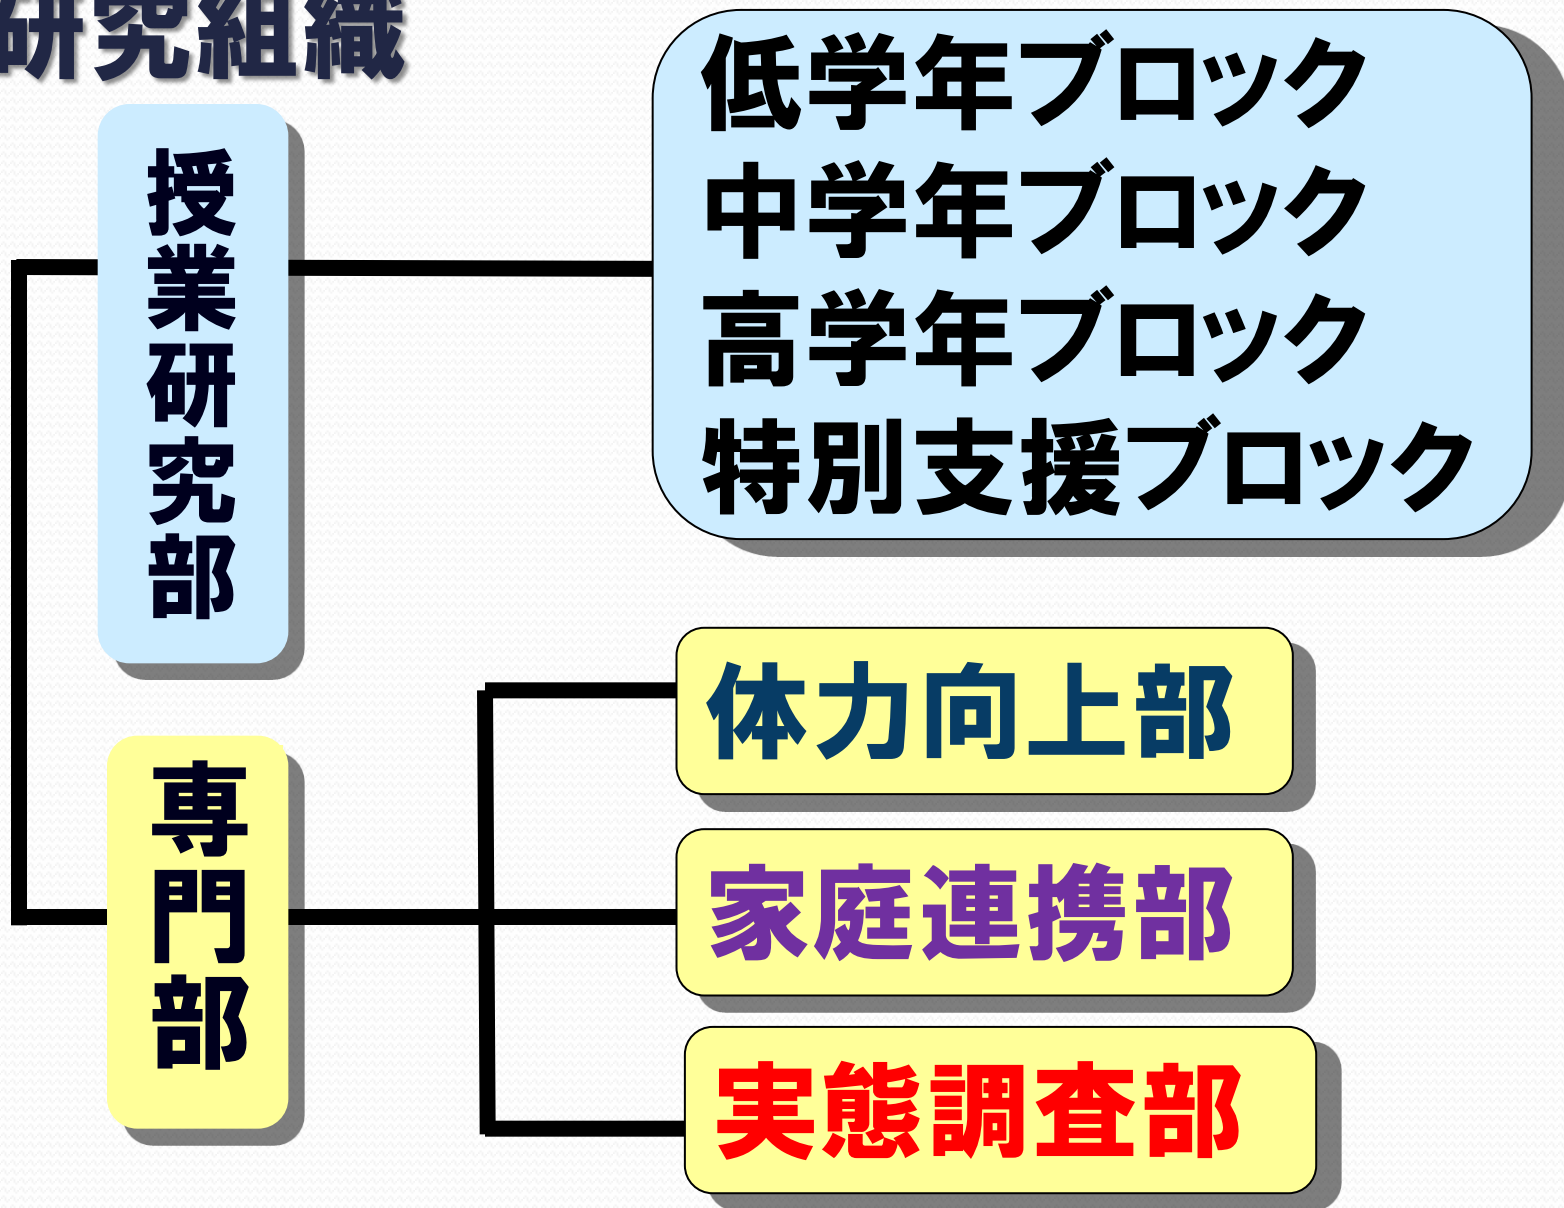 研究組織
授業研究部
低学年ブロック
中学年ブロック
高学年ブロック
特別支援ブロック
専門部
体力向上部
家庭連携部
実態調査部